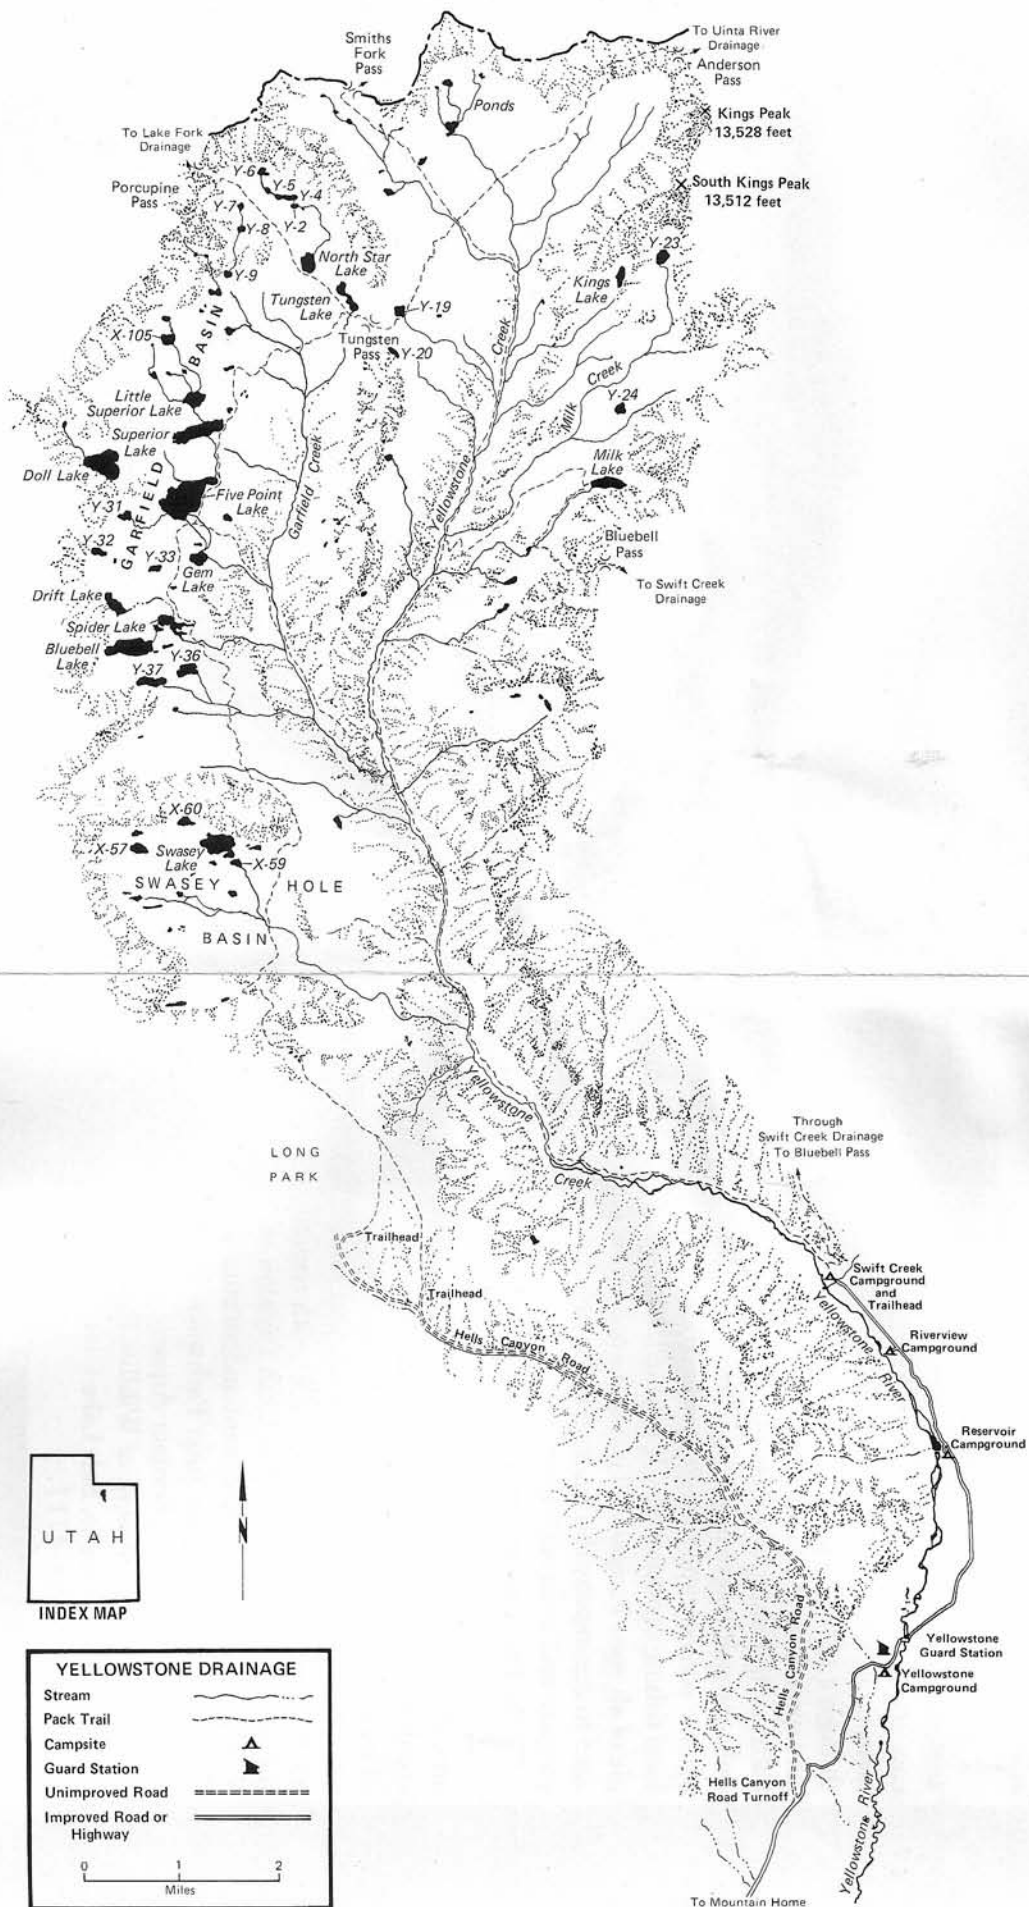 To Uinta River
Drainage
Smiths
Fork
Pass
Anderson
Pass
Ponds
Kings Peak
13,528 feet
To Lake Fork
Drainage
Y-6
Y-5
Y-4
Porcupine
Pass
South Kings Peak
13,512 feet
Y-7
Y-8
Y-2
Y-23
North Star
Lake
Y-9
Kings
Lake
Tungsten
Lake
Y-19
BASIN
X-105
Tungsten
Pass
Y-20
Creek
Creek
Little
Superior Lake
Y-24
Milk
Superior
Lake
Milk
Lake
Doll Lake
Garfield Creek
Yellowstone
Five Point
Lake
Y-31
GARFIELD
Y-32
Y-33
Bluebell
Pass
Gem
Lake
To Swift Creek
Drainage
Drift Lake
Spider Lake
Bluebell
Lake
Y-36
Y-37
X-60
X-57
Swasey
Lake
X-59
SWASEY HOLE
BASIN
Yellowstone
Through
Swift Creek Drainage
To Bluebell Pass
LONG
PARK
Creek
Trailhead
Swift Creek
Campground
and
Trailhead
Trailhead
Yellowstone River
Hells Canyon Road
Riverview
Campground
Reservoir
Campground
UTAH
N
INDEX MAP
Hells Canyon Road
Yellowstone
Guard Station
Yellowstone
Campground
YELLOWSTONE DRAINAGE
Stream
Pack Trail
Campsite
Guard Station
Unimproved Road
Improved Road or
Highway
0 1 2
Miles
Hells Canyon
Road Turnoff
Yellowstone River
To Mountain Home